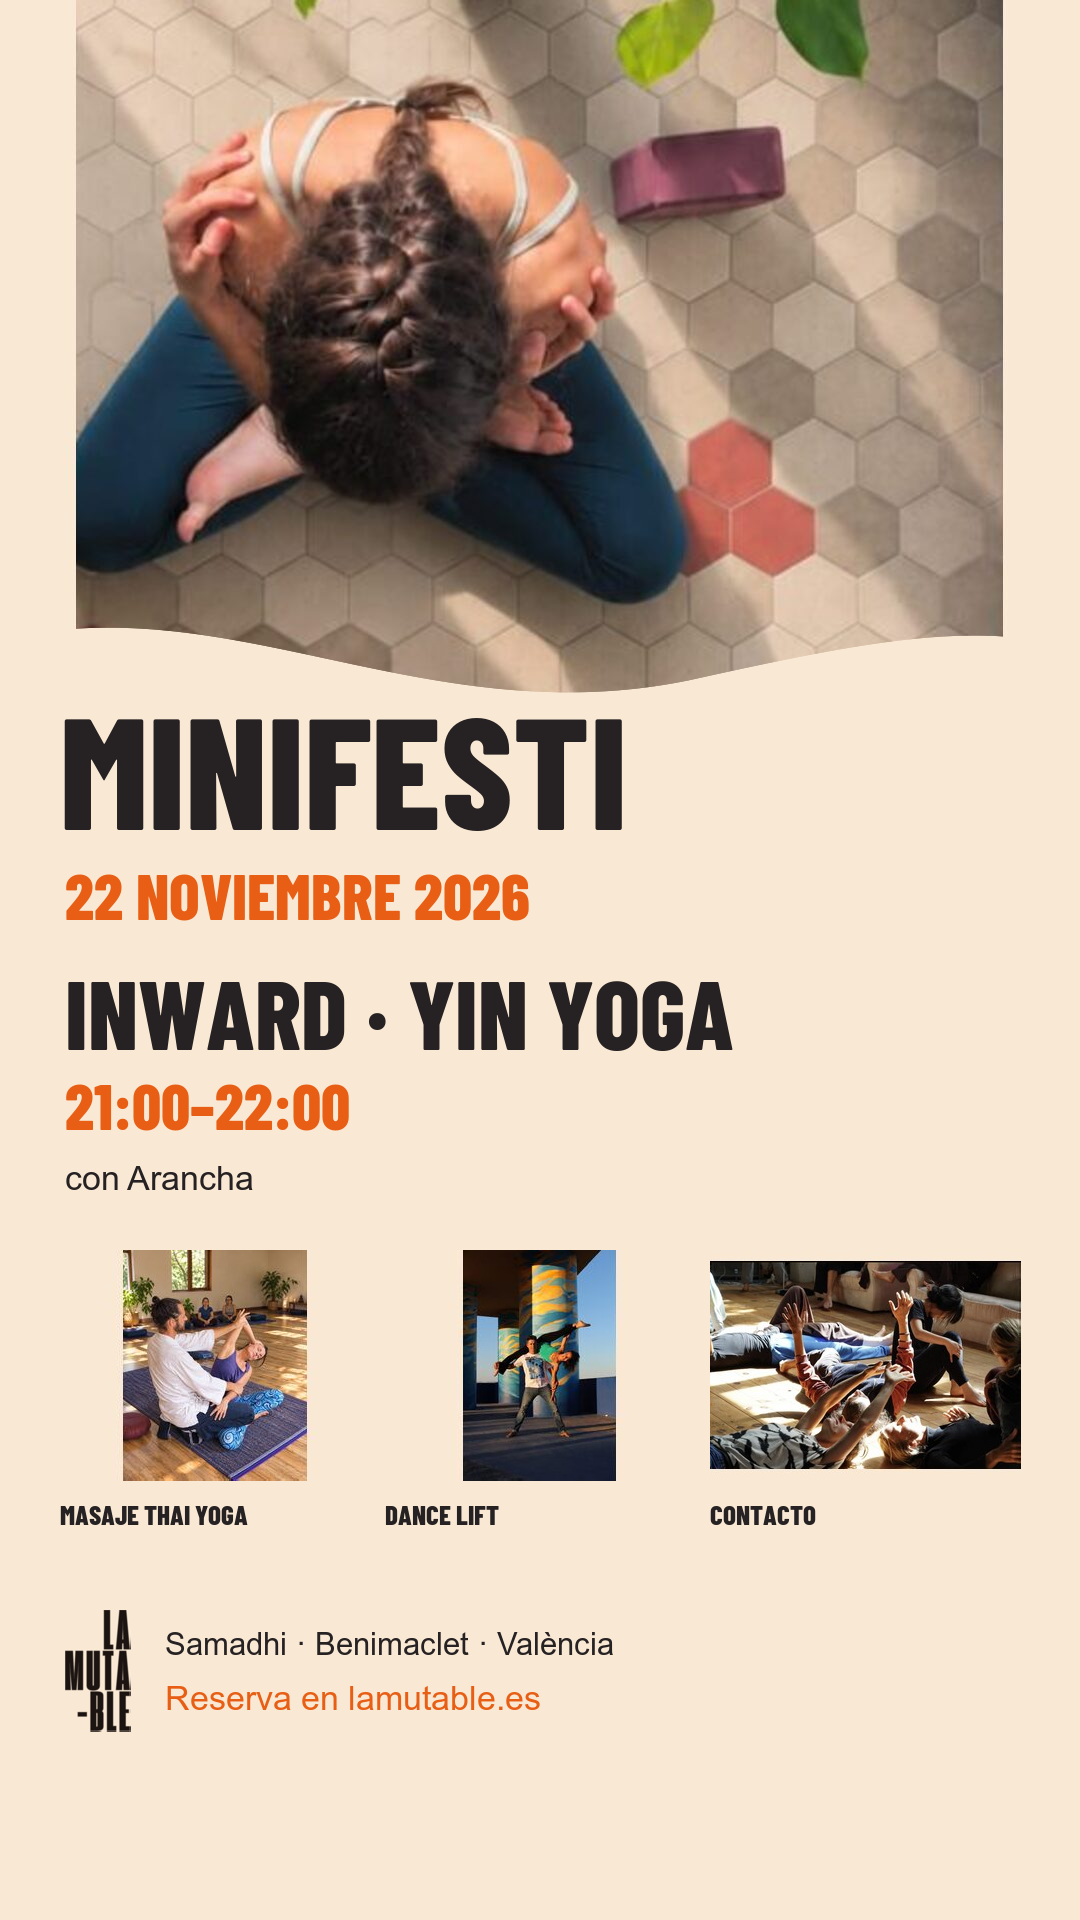 MINIFESTI
22 NOVIEMBRE 2026
INWARD · YIN YOGA
21:00–22:00
con Arancha
MASAJE THAI YOGA
DANCE LIFT
CONTACTO
LA
MUTA
-BLE
Samadhi · Benimaclet · València
Reserva en lamutable.es